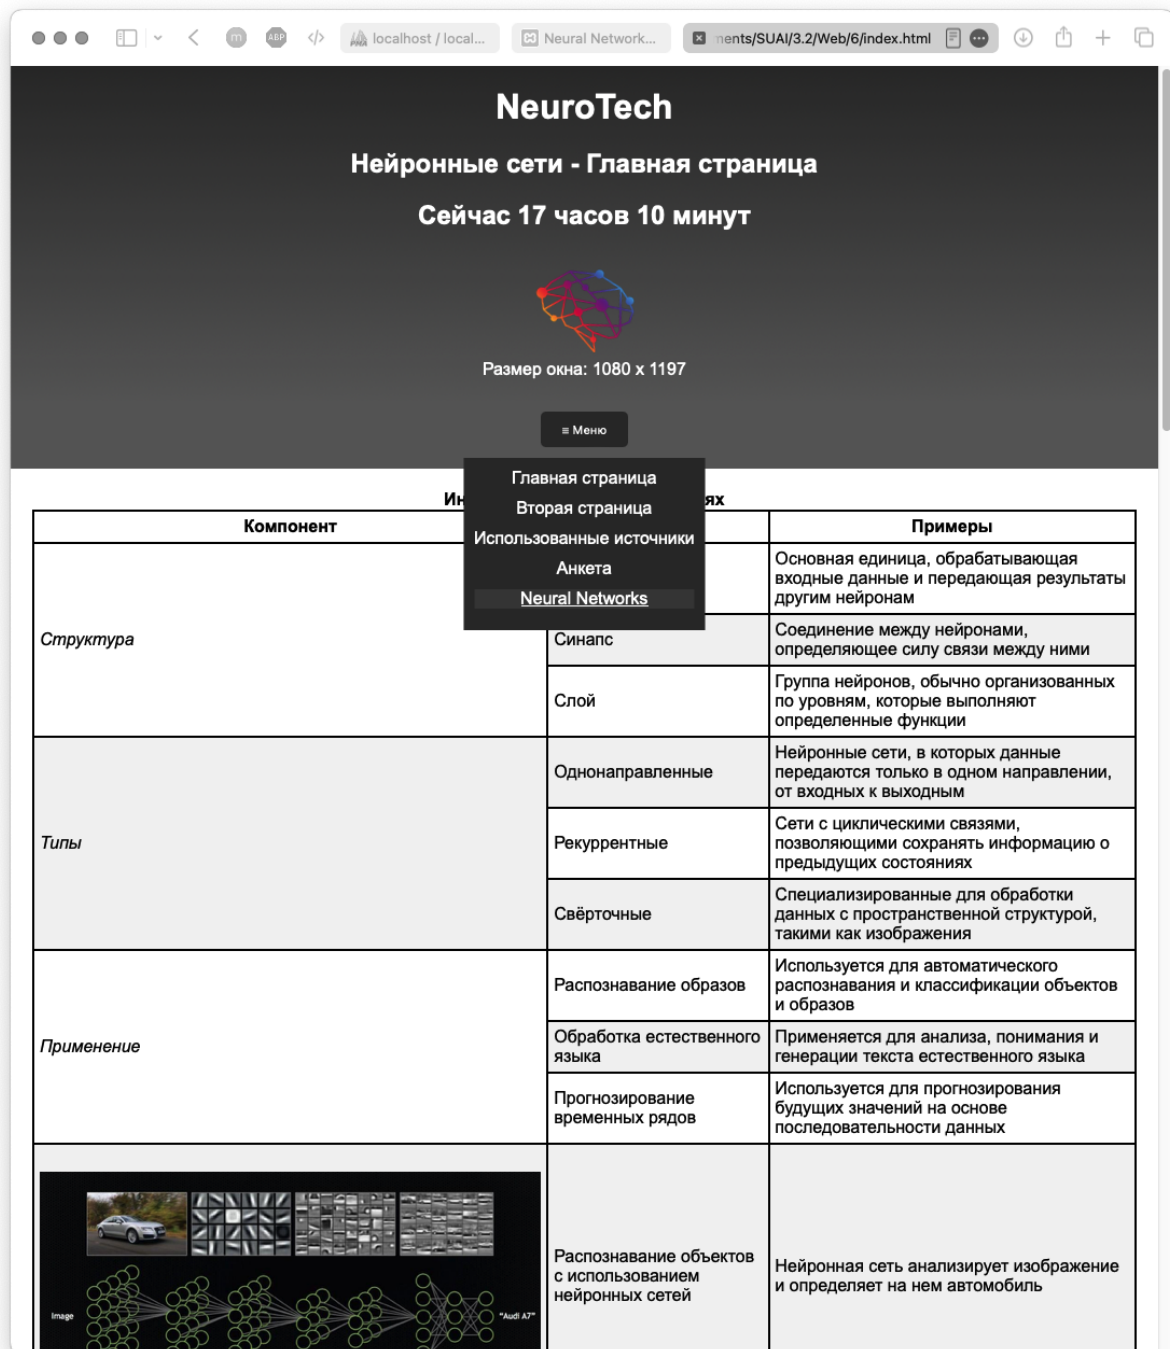 localhost / local...
Neural Network...
ments/SUAI/3.2/Web/6/index.html
NeuroTech
Нейронные сети - Главная страница
Сейчас 17 часов 10 минут
Размер окна: 1080 x 1197
≡ Меню
Главная страница
Вторая страница
Использованные источники
Анкета
Neural Networks
Ин
ях
Компонент
Примеры
Структура
Основная единица, обрабатывающая
входные данные и передающая результаты
другим нейронам
Синапс
Соединение между нейронами,
определяющее силу связи между ними
Слой
Группа нейронов, обычно организованных
по уровням, которые выполняют
определенные функции
Типы
Однонаправленные
Нейронные сети, в которых данные
передаются только в одном направлении,
от входных к выходным
Рекуррентные
Сети с циклическими связями,
позволяющими сохранять информацию о
предыдущих состояниях
Свёрточные
Специализированные для обработки
данных с пространственной структурой,
такими как изображения
Применение
Распознавание образов
Используется для автоматического
распознавания и классификации объектов
и образов
Обработка естественного
языка
Применяется для анализа, понимания и
генерации текста естественного языка
Прогнозирование
временных рядов
Используется для прогнозирования
будущих значений на основе
последовательности данных
Image
"Audi A7"
Распознавание объектов
с использованием
нейронных сетей
Нейронная сеть анализирует изображение
и определяет на нем автомобиль